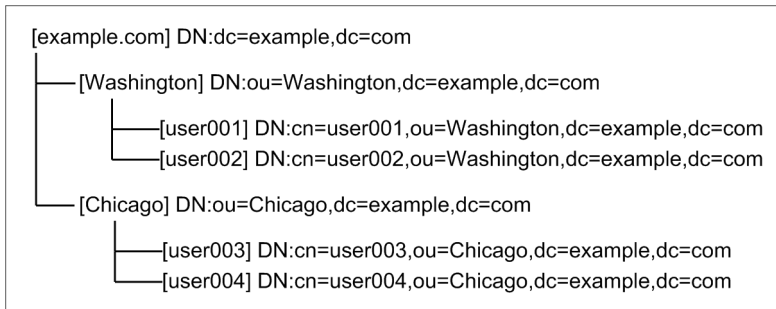 [example.com] DN:dc=example,dc=com
[Washington] DN:ou=Washington,dc=example,dc=com
[user001] DN:cn=user001,ou=Washington,dc=example,dc=com
[user002] DN:cn=user002,ou=Washington,dc=example,dc=com
[Chicago] DN:ou=Chicago,dc=example,dc=com
[user003] DN:cn=user003,ou=Chicago,dc=example,dc=com
[user004] DN:cn=user004,ou=Chicago,dc=example,dc=com